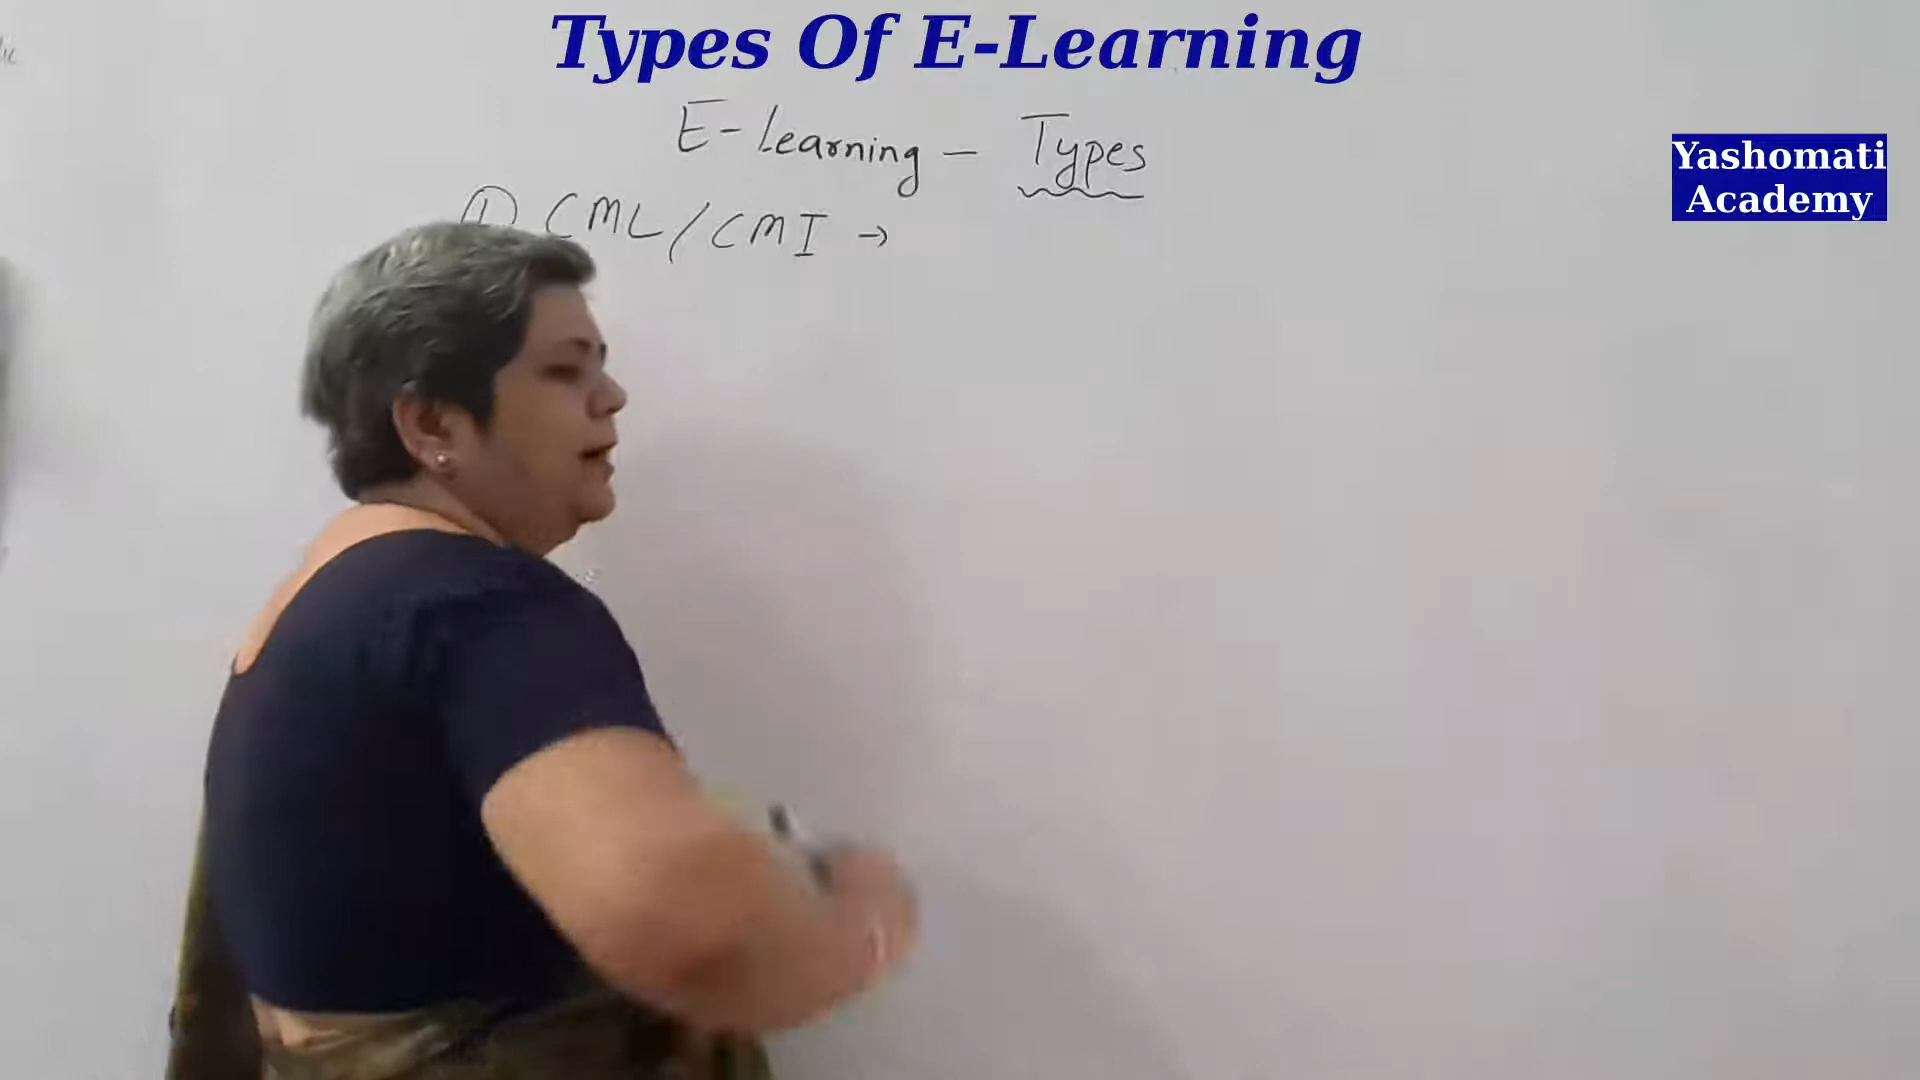 Types Of E-Learning
E-Learning – Types
Yashomati
Academy
① CML/CMI →